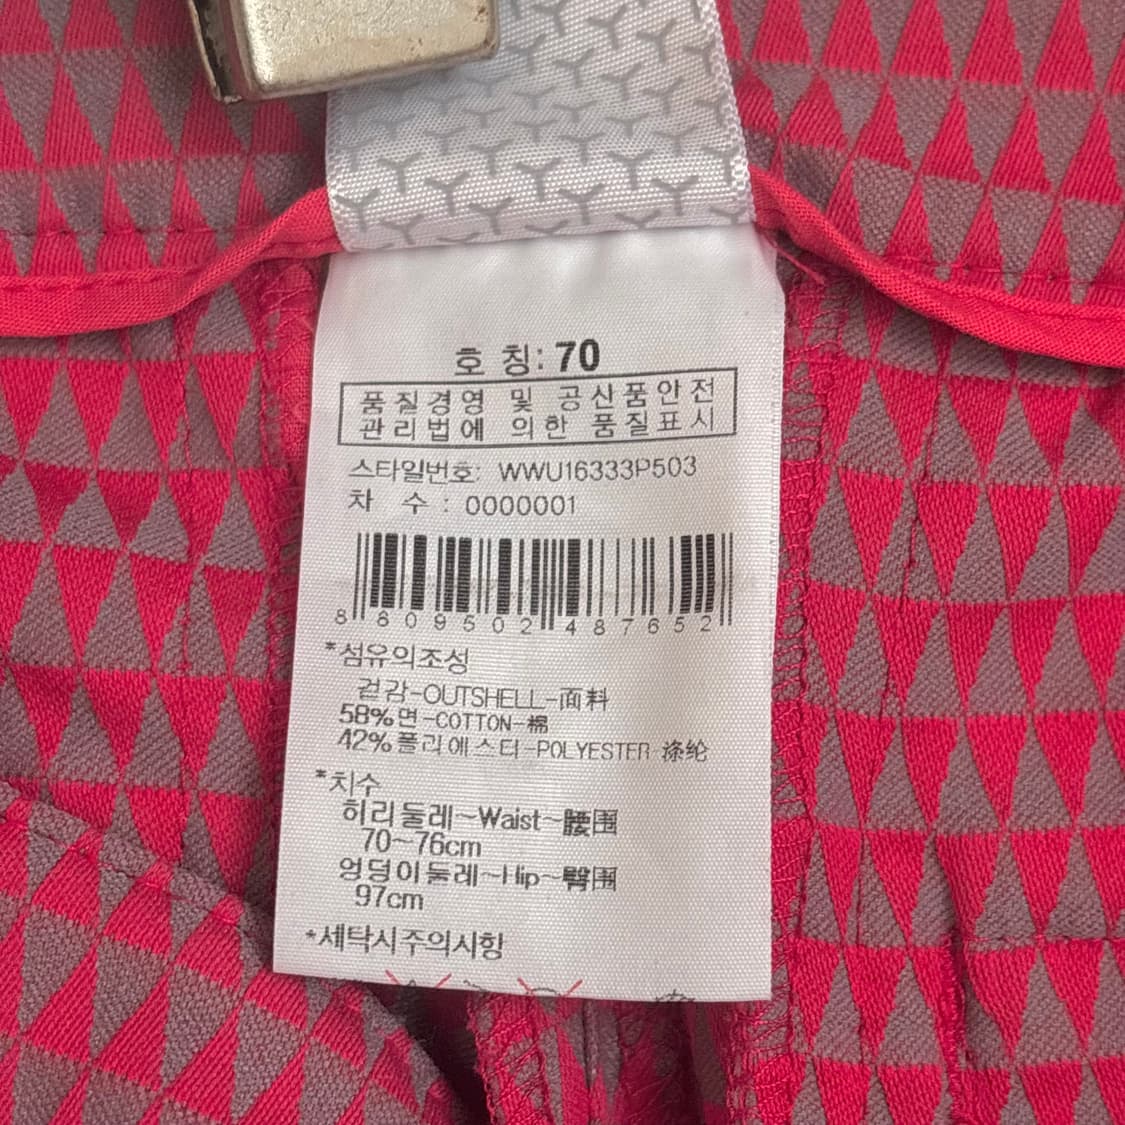 호 칭: 70
품질경영 및 공산품안전
관리법에 의한 품질표시
스타일번호: WWU16333P503
차 수 : 0000001
8 809502 487652
*섬유의조성
겉감-OUTSHELL-面料
58%면-COTTON-棉
42%폴리에스터-POLYESTER-涤纶
*치수
허리둘레~Waist~腰围
70~76cm
엉덩이둘레~Hip~臀围
97cm
*세탁시주의사항